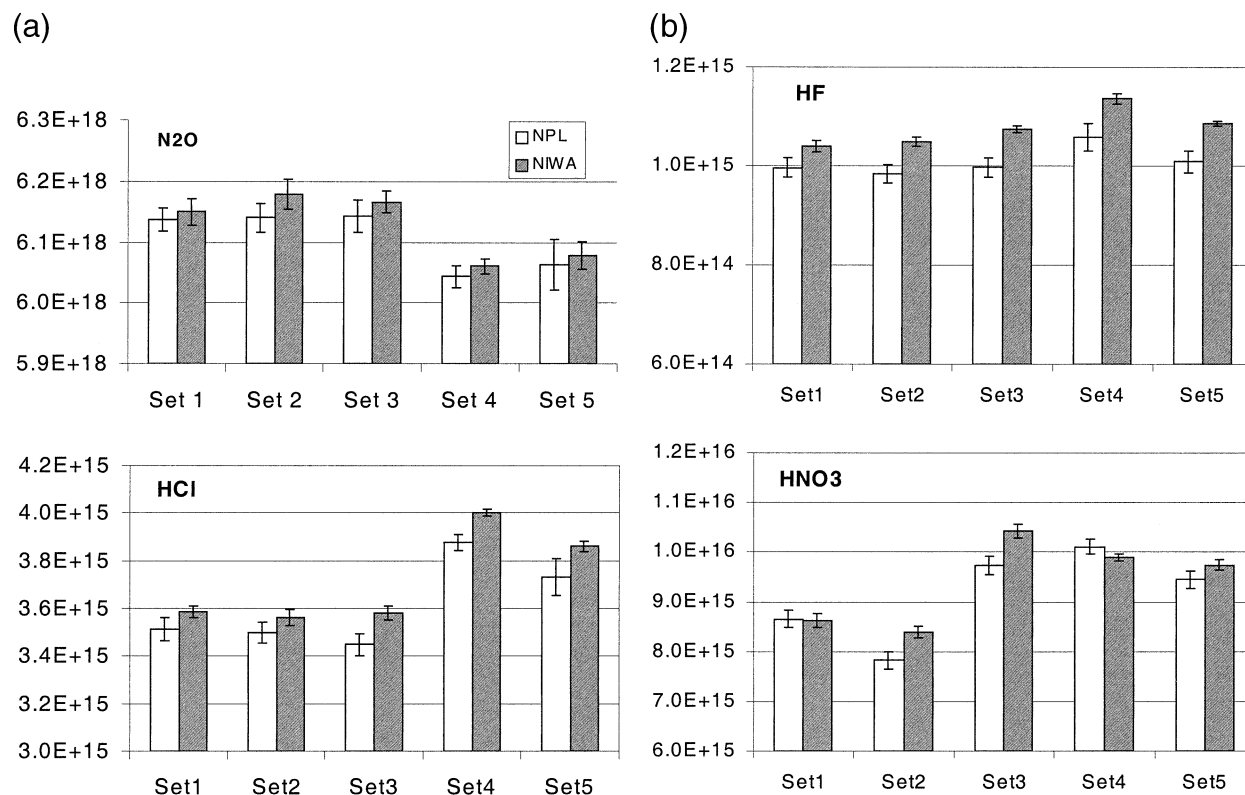 (a)
N2O
NPL
NIWA
6.3E+18
6.2E+18
6.1E+18
6.0E+18
5.9E+18
Set 1 Set 2 Set 3 Set 4 Set 5
HCl
4.2E+15
4.0E+15
3.8E+15
3.6E+15
3.4E+15
3.2E+15
3.0E+15
Set1 Set2 Set3 Set4 Set5
(b)
HF
1.2E+15
1.0E+15
8.0E+14
6.0E+14
Set1 Set2 Set3 Set4 Set5
HNO3
1.2E+16
1.1E+16
1.0E+16
9.0E+15
8.0E+15
7.0E+15
6.0E+15
Set1 Set2 Set3 Set4 Set5